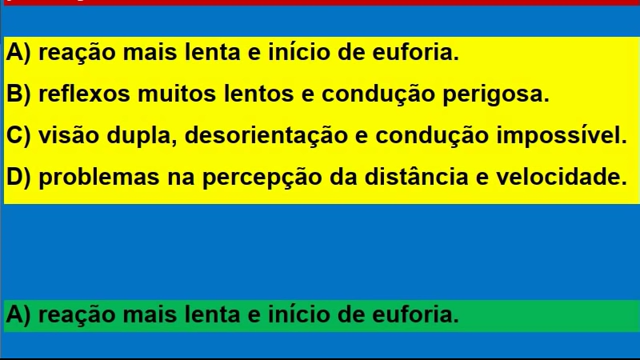 A) reação mais lenta e início de euforia.
B) reflexos muitos lentos e condução perigosa.
C) visão dupla, desorientação e condução impossível.
D) problemas na percepção da distância e velocidade.
A) reação mais lenta e início de euforia.